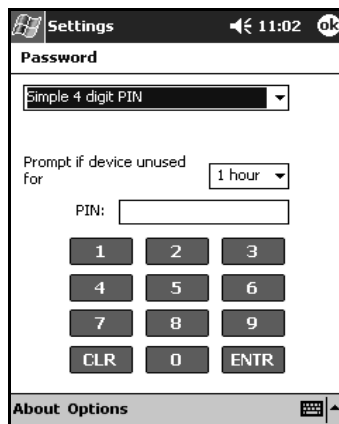 Settings 11:02 ok
Password
Simple 4 digit PIN
Prompt if device unused
for 1 hour
PIN:
1 2 3
4 5 6
7 8 9
CLR 0 ENTR
About Options